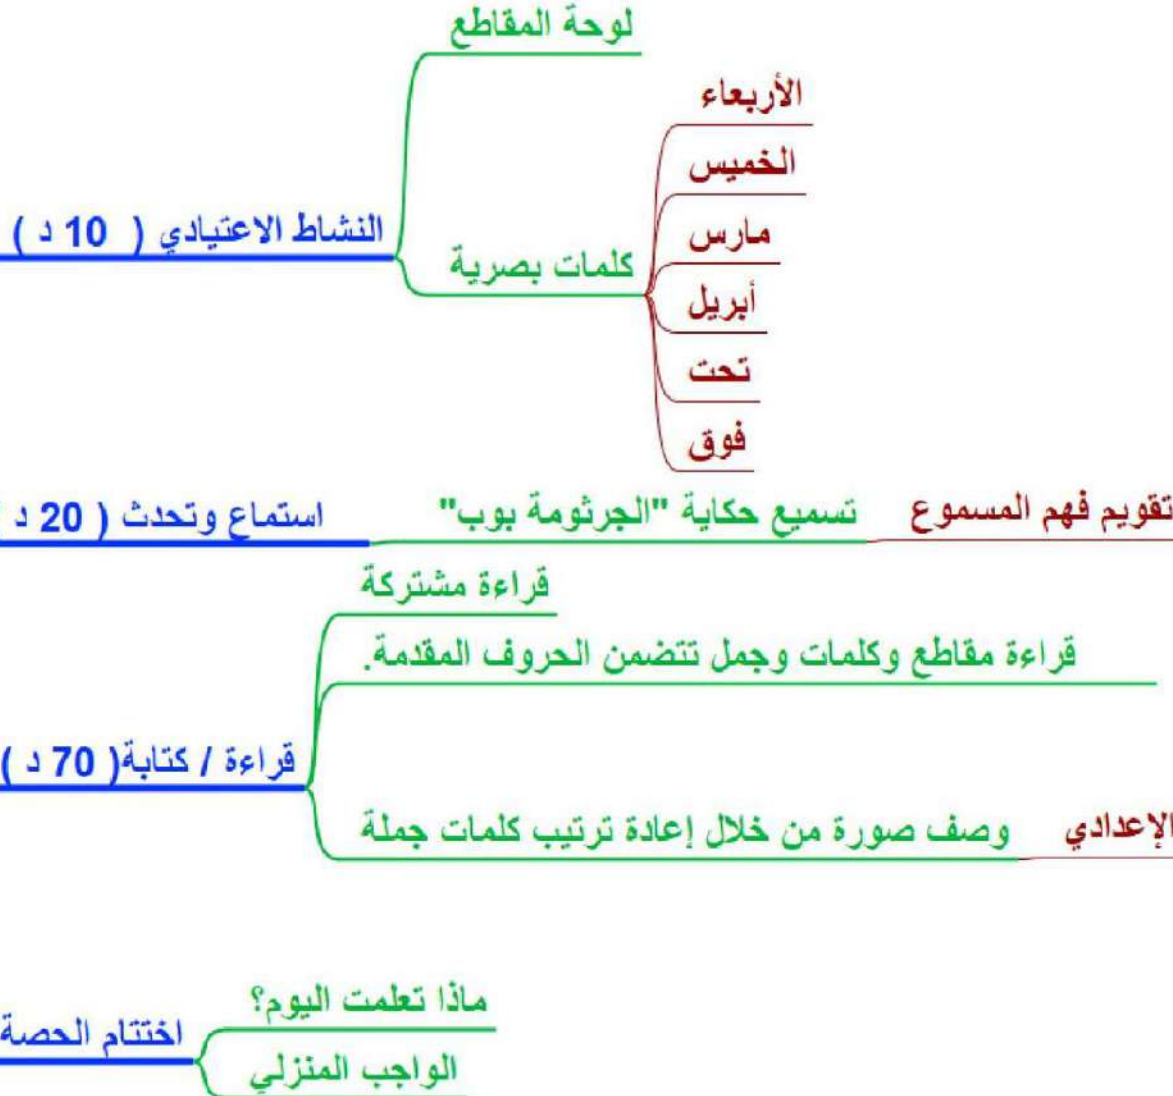 لوحة المقاطع
الأربعاء
الخميس
النشاط الاعتيادي ( 10 د )
مارس
كلمات بصرية
أبريل
تحت
فوق
استماع وتحدث ( 20 د
تسميع حكاية "الجرثومة بوب"
تقويم فهم المسموع
قراءة مشتركة
قراءة مقاطع وكلمات وجمل تتضمن الحروف المقدمة.
قراءة / كتابة( 70 د )
وصف صورة من خلال إعادة ترتيب كلمات جملة
الإعدادي
ماذا تعلمت اليوم؟
اختتام الحصة
الواجب المنزلي